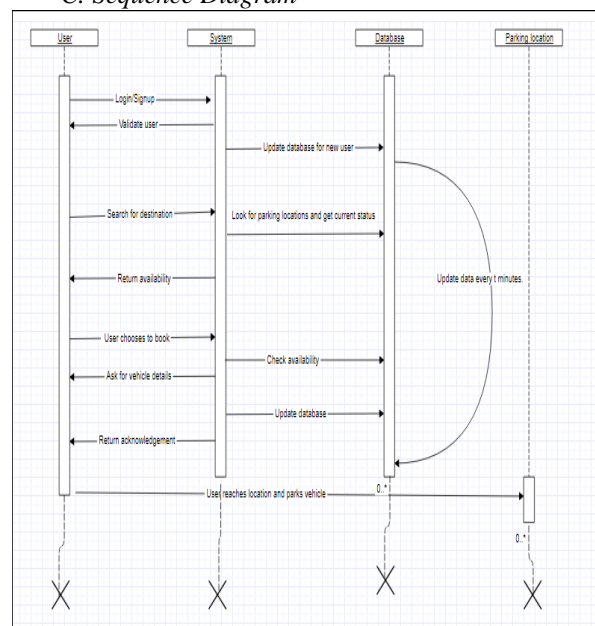 C. Sequence Diagram
User
System
Database
Parking location
Login/Signup
Validate user
Update database for new user
Search for destination
Look for parking locations and get current status
Return availability
Update data every t minutes.
User chooses to book
Check availability
Ask for vehicle details
Update database
Return acknowledgement
User reaches location and parks vehicle
0..*
0..*